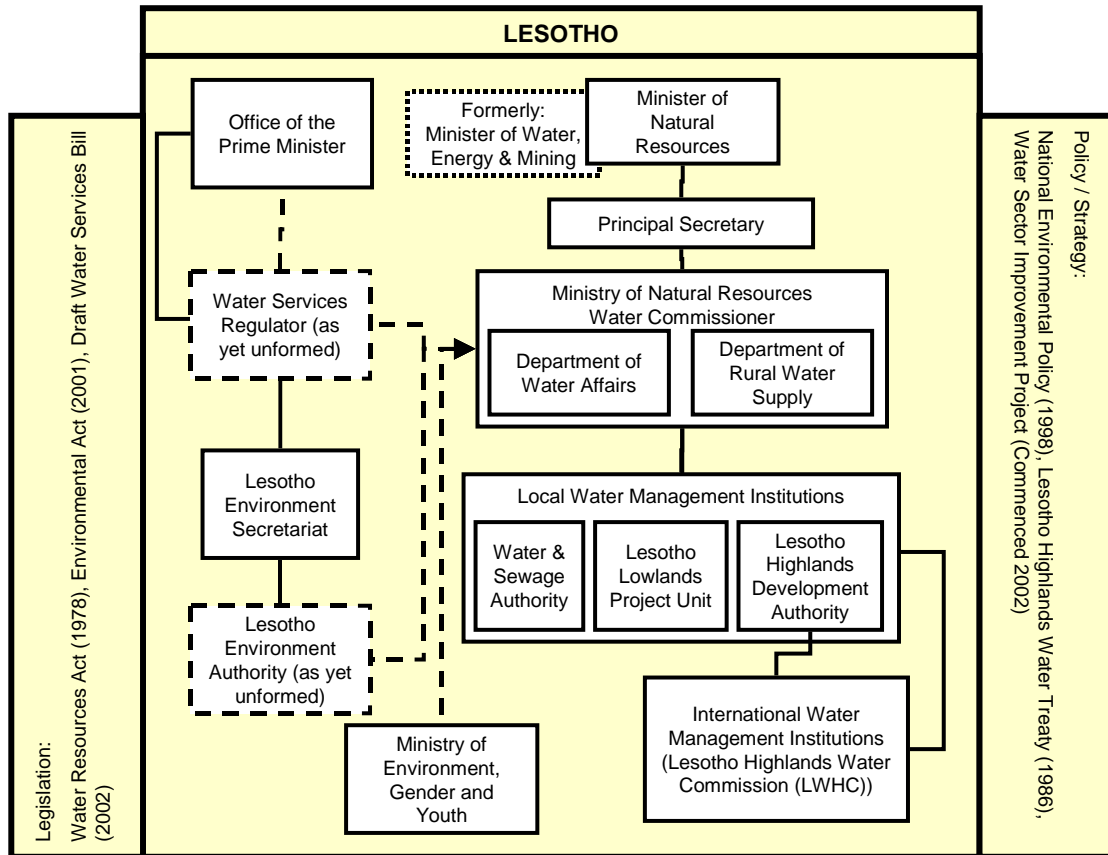 LESOTHO
Legislation:
Water Resources Act (1978), Environmental Act (2001), Draft Water Services Bill
(2002)
Office of the
Prime Minister
Formerly:
Minister of Water,
Energy & Mining
Minister of
Natural
Resources
Principal Secretary
Water Services
Regulator (as
yet unformed)
Ministry of Natural Resources
Water Commissioner
Department of
Water Affairs
Department of
Rural Water
Supply
Lesotho
Environment
Secretariat
Local Water Management Institutions
Water &
Sewage
Authority
Lesotho
Lowlands
Project Unit
Lesotho
Highlands
Development
Authority
Lesotho
Environment
Authority (as yet
unformed)
International Water
Management Institutions
(Lesotho Highlands Water
Commission (LWHC))
Ministry of
Environment,
Gender and
Youth
Policy / Strategy:
National Environmental Policy (1998), Lesotho Highlands Water Treaty (1986),
Water Sector Improvement Project (Commenced 2002)